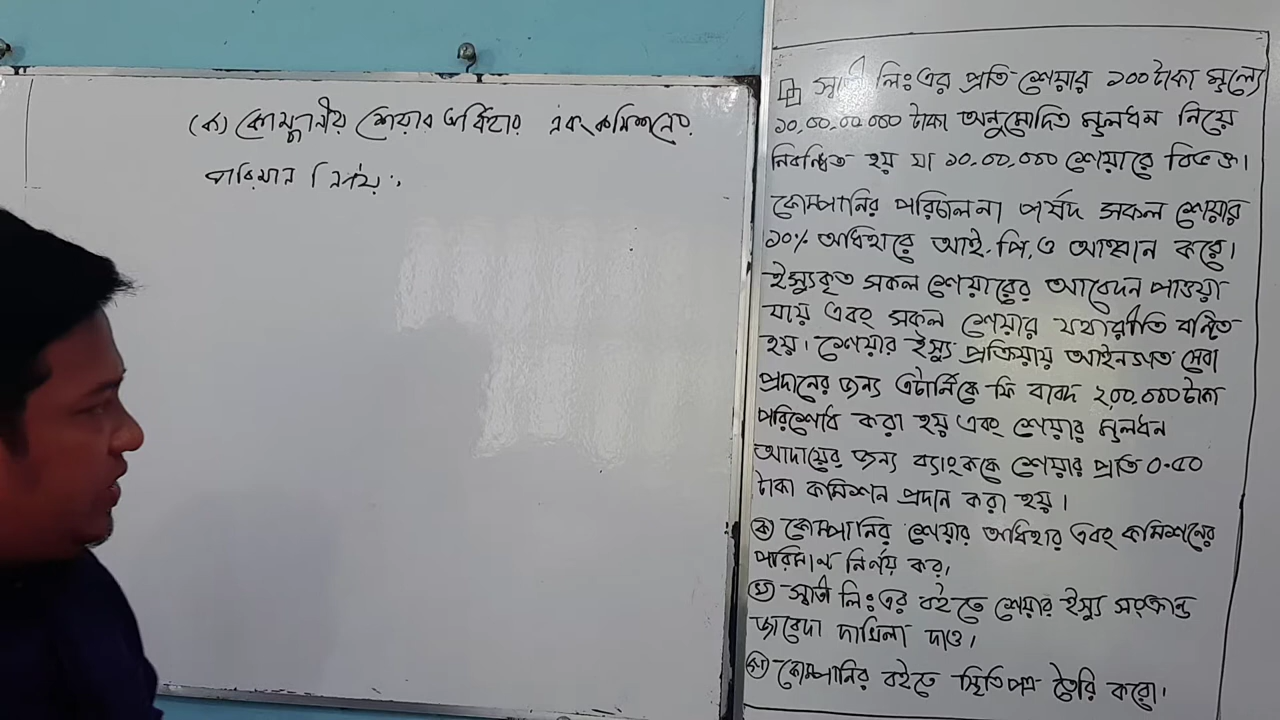 (ক) কোম্পানীর শেয়ার অধিহার এবং কমিশনের
পরিমান নির্ণয়:
স্বাতী লিঃ এর প্রতি শেয়ার ১০০ টাকা মূল্যে
১০,০০,০০,০০০ টাকা অনুমোদিত মূলধন নিয়ে
নিবন্ধিত হয় যা ১০,০০,০০০ শেয়ারে বিভক্ত।
কোম্পানির পরিচালনা পর্ষদ সকল শেয়ার
১০% অধিহারে আই.পি.ও আহ্বান করে।
ইস্যুকৃত সকল শেয়ারের আবেদন পাওয়া
যায় এবং সকল শেয়ার যথারীতি বন্টিত
হয়। শেয়ার ইস্যু প্রক্রিয়ায় আইনগত সেবা
প্রদানের জন্য এটর্নিকে ফি বাবদ ২,০০,০০০ টাকা
পরিশোধ করা হয় এবং শেয়ার মূলধন
আদায়ের জন্য ব্যাংককে শেয়ার প্রতি ০.৫০
টাকা কমিশন প্রদান করা হয়।
(ক) কোম্পানির শেয়ার অধিহার এবং কমিশনের
পরিমাণ নির্ণয় কর।
(খ) স্বাতী লিঃ এর বইতে শেয়ার ইস্যু সংক্রান্ত
জাবেদা দাখিলা দাও।
(গ) কোম্পানির বইতে স্থিতিপত্র তৈরি করো।